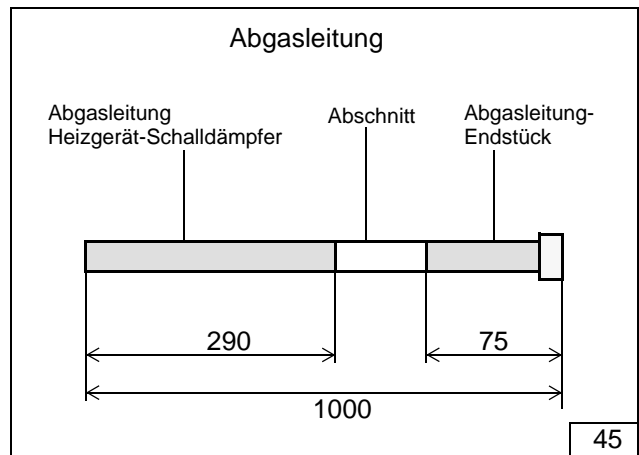 Abgasleitung
Abgasleitung
Heizgerät-Schalldämpfer
Abschnitt
Abgasleitung-
Endstück
290
75
1000
45